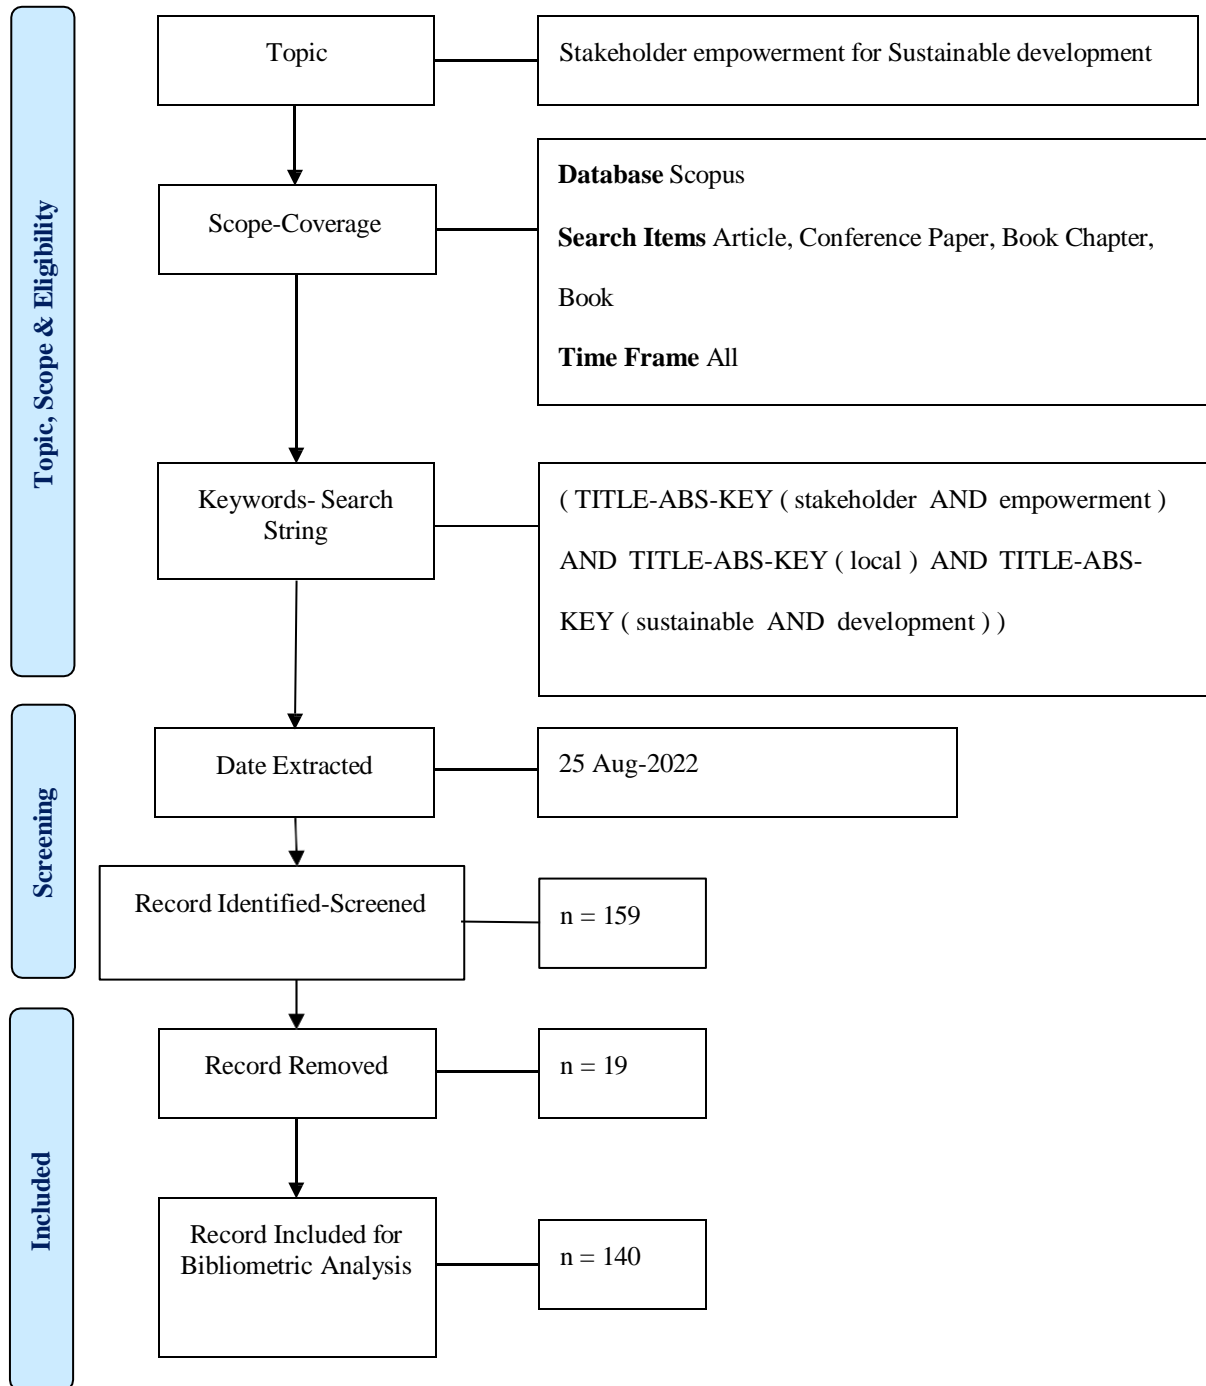 Topic, Scope & Eligibility
Topic
Stakeholder empowerment for Sustainable development
Scope-Coverage
Database Scopus
Search Items Article, Conference Paper, Book Chapter,
Book
Time Frame All
Keywords- Search
String
( TITLE-ABS-KEY ( stakeholder AND empowerment )
AND TITLE-ABS-KEY ( local ) AND TITLE-ABS-
KEY ( sustainable AND development ) )
Screening
Date Extracted
25 Aug-2022
Record Identified-Screened
n = 159
Included
Record Removed
n = 19
Record Included for
Bibliometric Analysis
n = 140